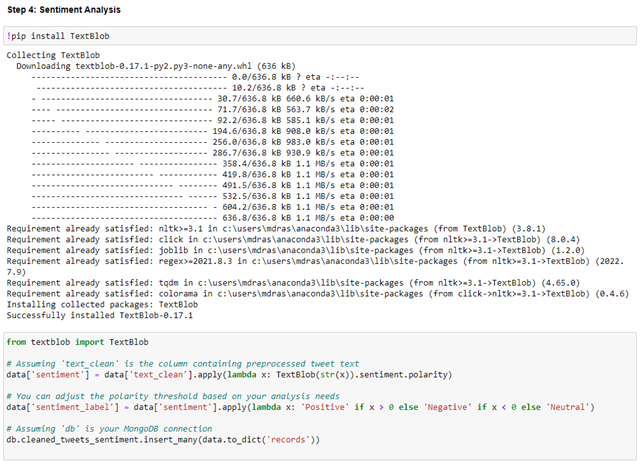 Step 4: Sentiment Analysis
!pip install TextBlob
Collecting TextBlob
Downloading textblob-0.17.1-py2.py3-none-any.whl (636 kB)
---------------------------------------- 0.0/636.8 kB ? eta -:--:--
---------------------------------------- 10.2/636.8 kB ? eta -:--:--
- -------------------------------------- 30.7/636.8 kB 660.6 kB/s eta 0:00:01
---- ----------------------------------- 71.7/636.8 kB 563.7 kB/s eta 0:00:02
----- ---------------------------------- 92.2/636.8 kB 585.1 kB/s eta 0:00:01
------------ --------------------------- 194.6/636.8 kB 908.0 kB/s eta 0:00:01
---------------- ----------------------- 256.0/636.8 kB 983.0 kB/s eta 0:00:01
------------------ --------------------- 286.7/636.8 kB 930.9 kB/s eta 0:00:01
---------------------- ----------------- 358.4/636.8 kB 1.1 MB/s eta 0:00:01
-------------------------- ------------- 419.8/636.8 kB 1.1 MB/s eta 0:00:01
------------------------------ --------- 491.5/636.8 kB 1.1 MB/s eta 0:00:01
--------------------------------- ------ 532.5/636.8 kB 1.1 MB/s eta 0:00:01
------------------------------------- -- 604.2/636.8 kB 1.1 MB/s eta 0:00:01
---------------------------------------- 636.8/636.8 kB 1.1 MB/s eta 0:00:00
Requirement already satisfied: nltk>=3.1 in c:\users\mdras\anaconda3\lib\site-packages (from TextBlob) (3.8.1)
Requirement already satisfied: click in c:\users\mdras\anaconda3\lib\site-packages (from nltk>=3.1->TextBlob) (8.0.4)
Requirement already satisfied: joblib in c:\users\mdras\anaconda3\lib\site-packages (from nltk>=3.1->TextBlob) (1.2.0)
Requirement already satisfied: regex>=2021.8.3 in c:\users\mdras\anaconda3\lib\site-packages (from nltk>=3.1->TextBlob) (2022.
7.9)
Requirement already satisfied: tqdm in c:\users\mdras\anaconda3\lib\site-packages (from nltk>=3.1->TextBlob) (4.65.0)
Requirement already satisfied: colorama in c:\users\mdras\anaconda3\lib\site-packages (from click->nltk>=3.1->TextBlob) (0.4.6)
Installing collected packages: TextBlob
Successfully installed TextBlob-0.17.1
from textblob import TextBlob
# Assuming 'text_clean' is the column containing preprocessed tweet text
data['sentiment'] = data['text_clean'].apply(lambda x: TextBlob(str(x)).sentiment.polarity)
# You can adjust the polarity threshold based on your analysis needs
data['sentiment_label'] = data['sentiment'].apply(lambda x: 'Positive' if x > 0 else 'Negative' if x < 0 else 'Neutral')
# Assuming 'db' is your MongoDB connection
db.cleaned_tweets_sentiment.insert_many(data.to_dict('records'))